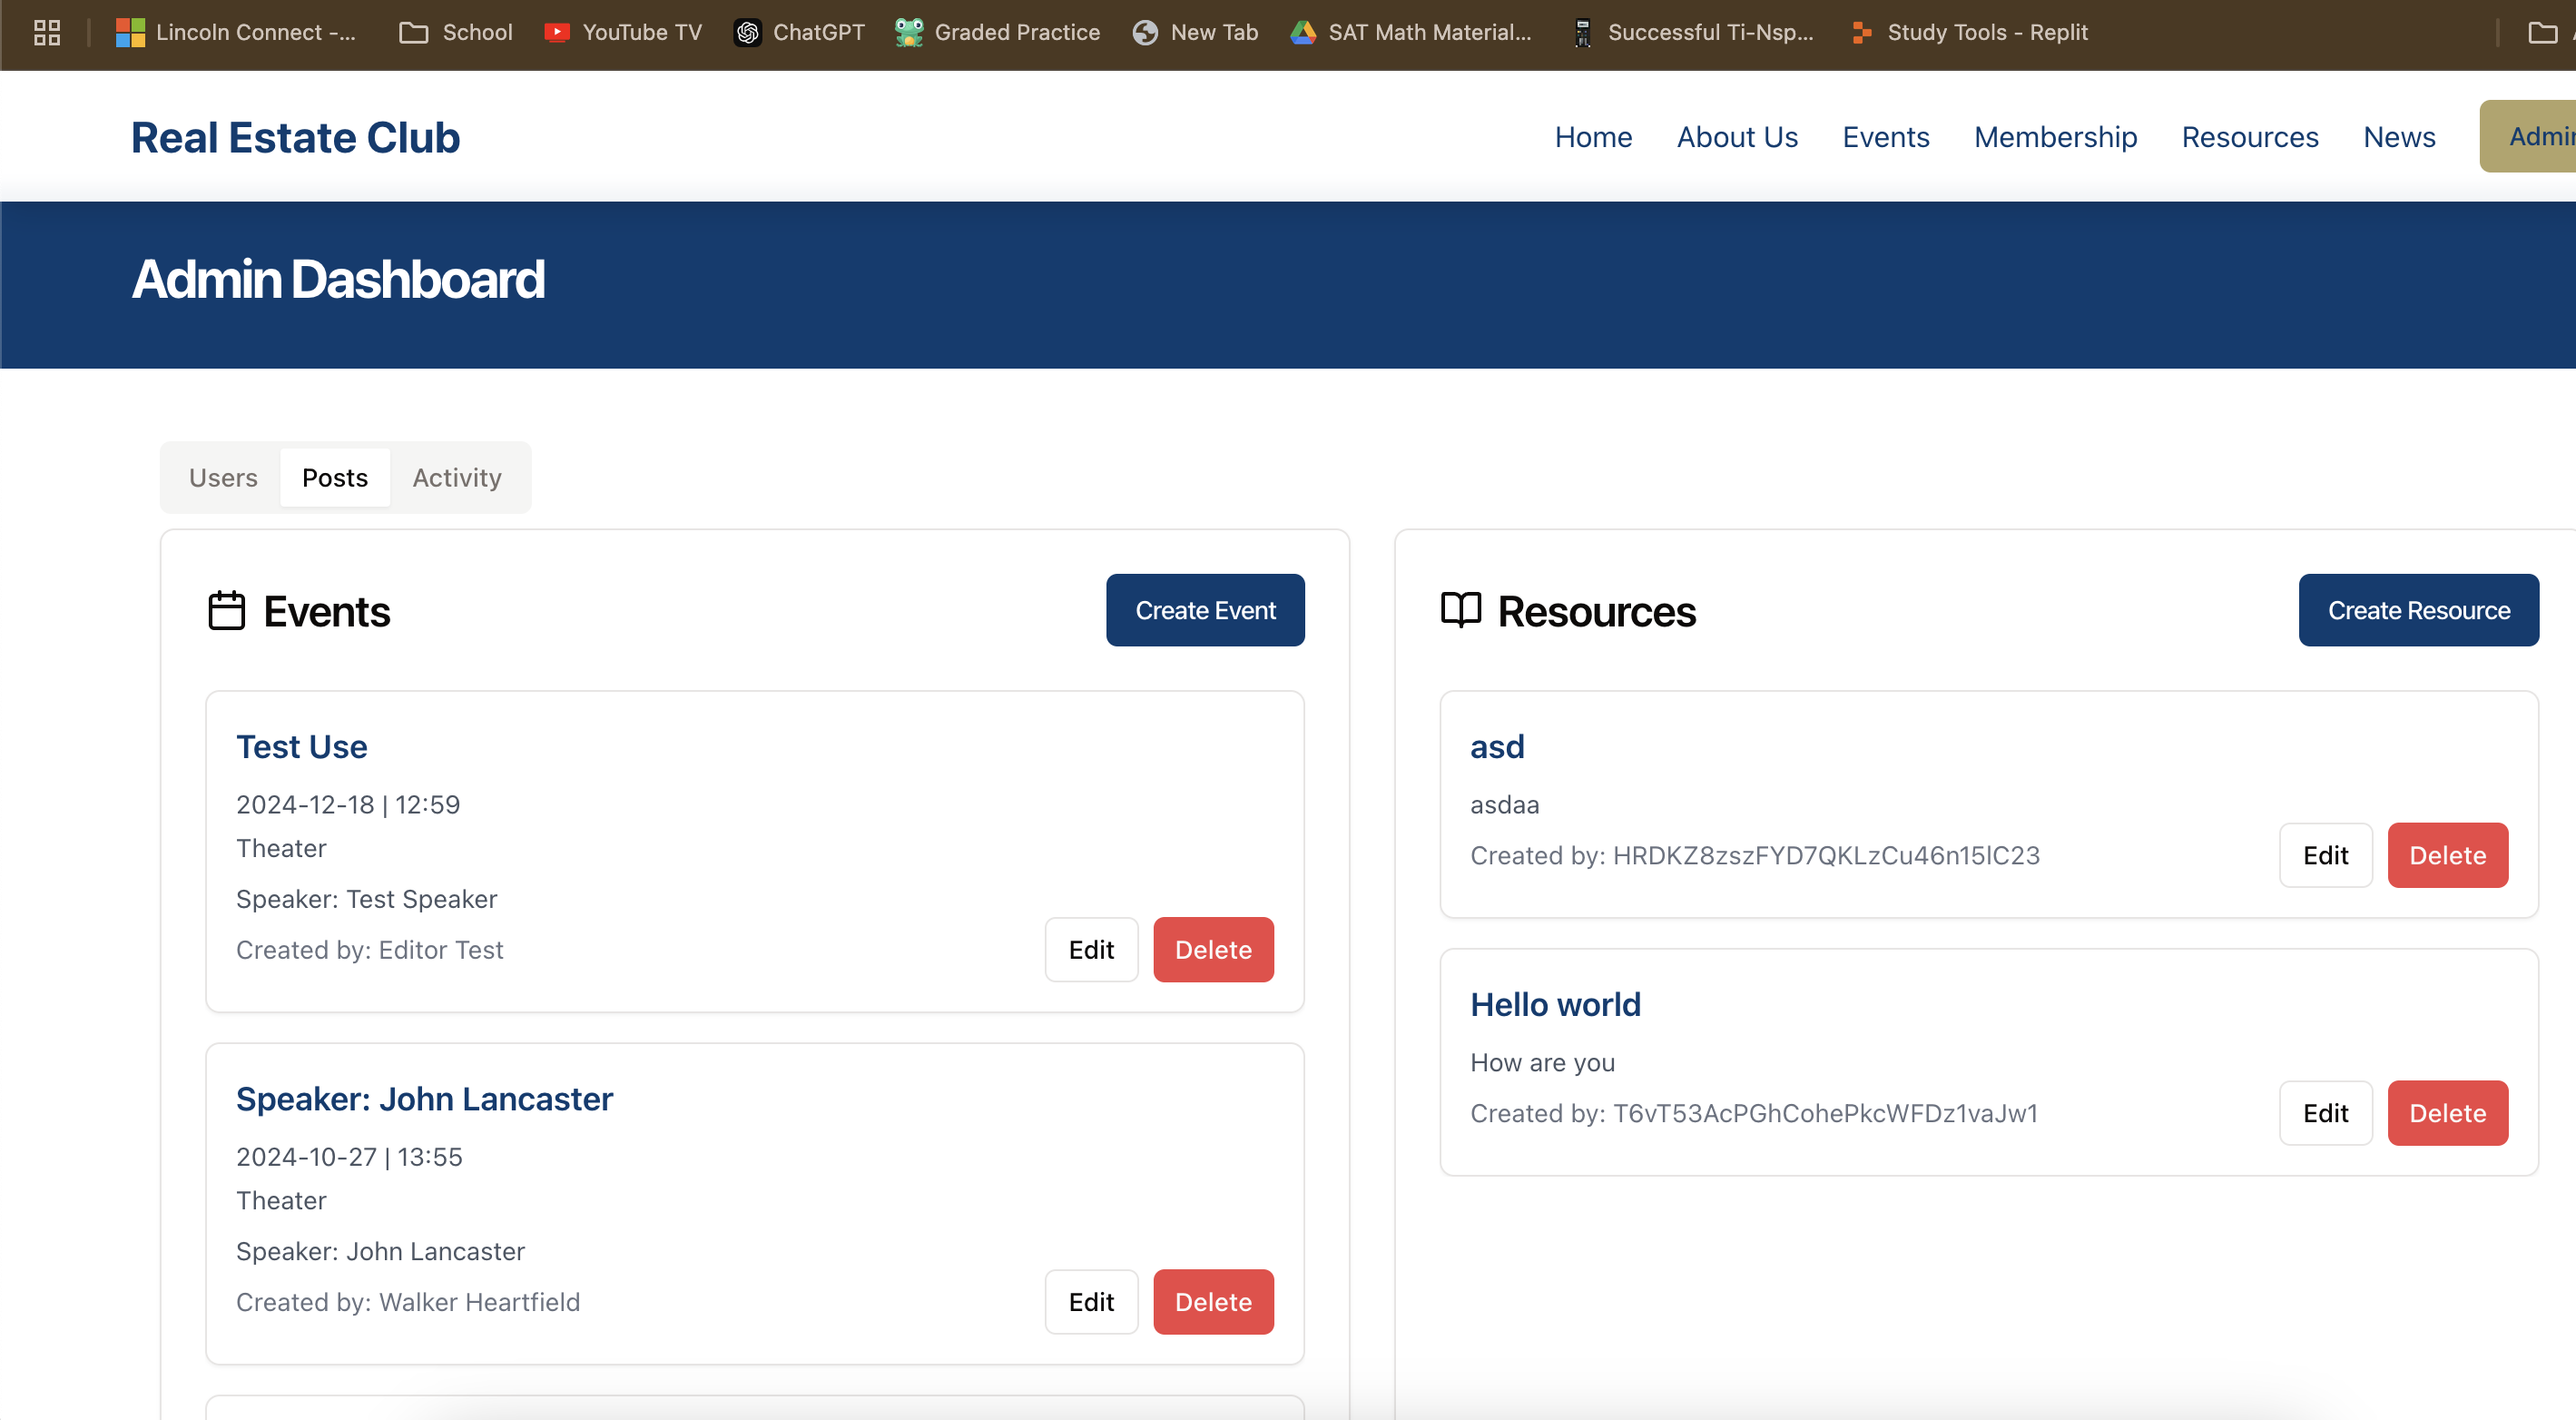 Lincoln Connect -...
School
YouTube TV
ChatGPT
Graded Practice
New Tab
SAT Math Material...
Successful Ti-Nsp...
Study Tools - Replit
Real Estate Club
Home
About Us
Events
Membership
Resources
News
Admin Dashboard
Users
Posts
Activity
Events
Create Event
Test Use
2024-12-18 | 12:59
Theater
Speaker: Test Speaker
Created by: Editor Test
Edit
Delete
Speaker: John Lancaster
2024-10-27 | 13:55
Theater
Speaker: John Lancaster
Created by: Walker Heartfield
Edit
Delete
Resources
Create Resource
asd
asdaa
Created by: HRDKZ8zszFYD7QKLzCu46n15lC23
Edit
Delete
Hello world
How are you
Created by: T6vT53AcPGhCohePkcWFDz1vaJw1
Edit
Delete